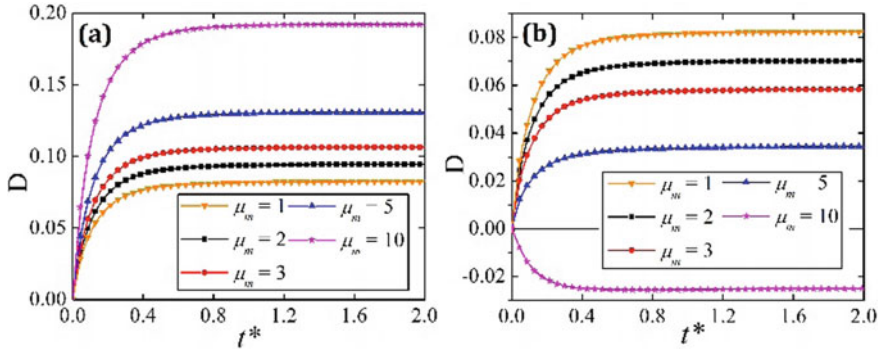 (a)
D
0.20
0.15
0.10
0.05
0.00
0.0 0.4 0.8 1.2 1.6 2.0
t*
μm = 1
μm = 2
μm = 3
μm – 5
μm = 10
(b)
D
0.08
0.06
0.04
0.02
0.00
-0.02
0.0 0.4 0.8 1.2 1.6 2.0
t*
μm = 1
μm = 2
μm = 3
μm 5
μm = 10